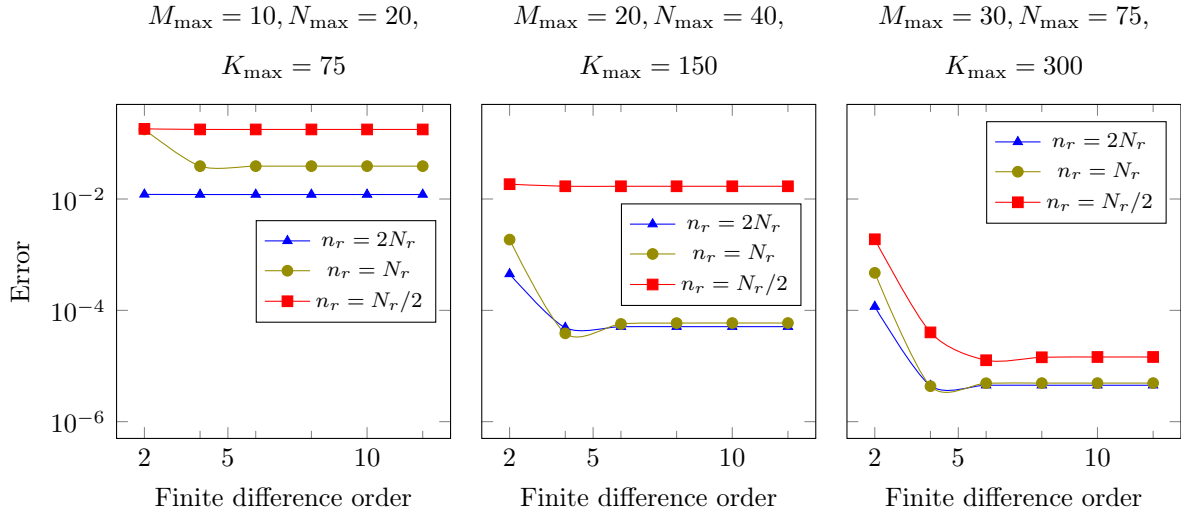 M_max = 10, N_max = 20,
K_max = 75
M_max = 20, N_max = 40,
K_max = 150
M_max = 30, N_max = 75,
K_max = 300
Error
10^−2
10^−4
10^−6
n_r = 2N_r
n_r = N_r
n_r = N_r/2
2 5 10
Finite difference order
n_r = 2N_r
n_r = N_r
n_r = N_r/2
2 5 10
Finite difference order
n_r = 2N_r
n_r = N_r
n_r = N_r/2
2 5 10
Finite difference order